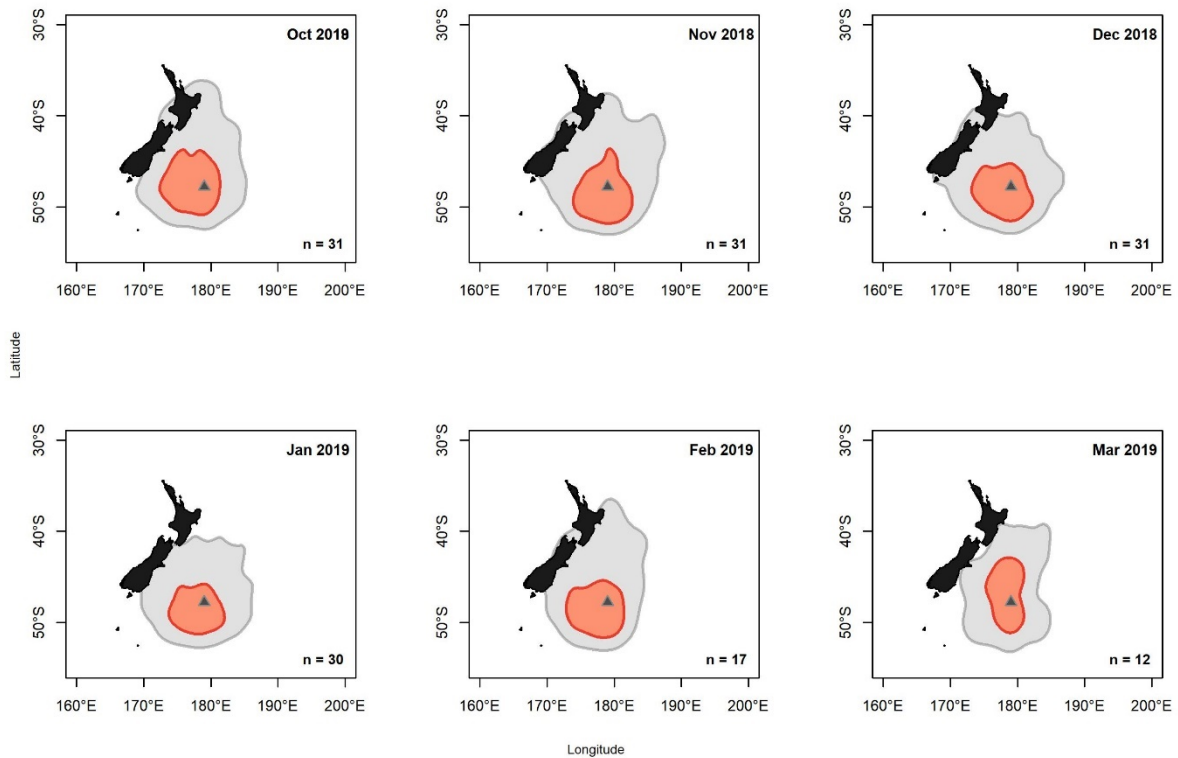 30°S
40°S
50°S
Oct 2019
n = 31
160°E 170°E 180°E 190°E 200°E
30°S
40°S
50°S
Nov 2018
n = 31
160°E 170°E 180°E 190°E 200°E
30°S
40°S
50°S
Dec 2018
n = 31
160°E 170°E 180°E 190°E 200°E
Latitude
30°S
40°S
50°S
Jan 2019
n = 30
160°E 170°E 180°E 190°E 200°E
30°S
40°S
50°S
Feb 2019
n = 17
160°E 170°E 180°E 190°E 200°E
30°S
40°S
50°S
Mar 2019
n = 12
160°E 170°E 180°E 190°E 200°E
Longitude